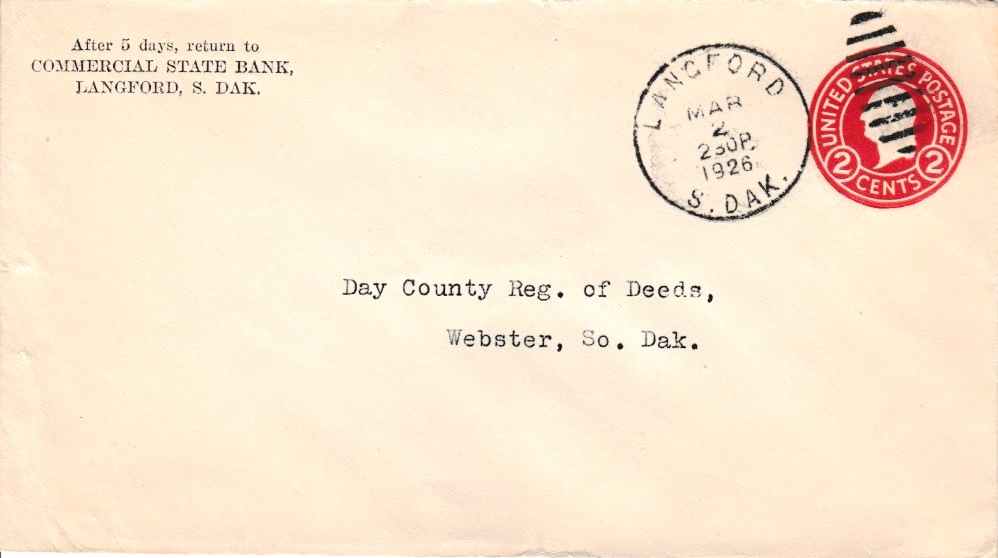 After 5 days, return to
COMMERCIAL STATE BANK,
LANGFORD, S. DAK.
LANGFORD
MAR
2
230P
1926
S. DAK.
UNITED STATES POSTAGE
2 CENTS 2
Day County Reg. of Deeds,
Webster, So. Dak.